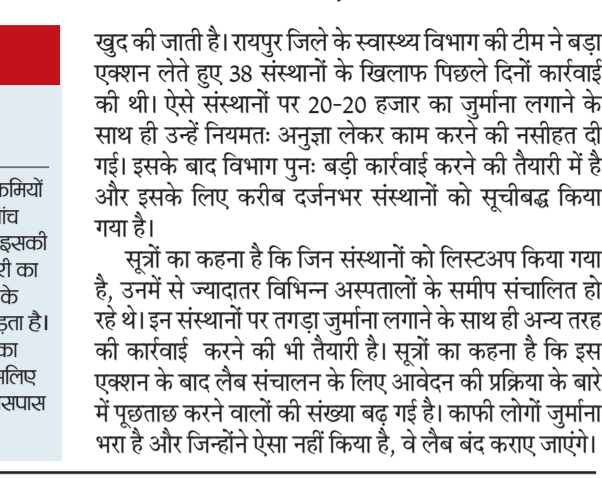 खुद की जाती है। रायपुर जिले के स्वास्थ्य विभाग की टीम ने बड़ा
एक्शन लेते हुए 38 संस्थानों के खिलाफ पिछले दिनों कार्रवाई
की थी। ऐसे संस्थानों पर 20-20 हजार का जुर्माना लगाने के
साथ ही उन्हें नियमतः अनुज्ञा लेकर काम करने की नसीहत दी
गई। इसके बाद विभाग पुनः बड़ी कार्रवाई करने की तैयारी में है
और इसके लिए करीब दर्जनभर संस्थानों को सूचीबद्ध किया
गया है।
सूत्रों का कहना है कि जिन संस्थानों को लिस्टअप किया गया
है, उनमें से ज्यादातर विभिन्न अस्पतालों के समीप संचालित हो
रहे थे। इन संस्थानों पर तगड़ा जुर्माना लगाने के साथ ही अन्य तरह
की कार्रवाई करने की भी तैयारी है। सूत्रों का कहना है कि इस
एक्शन के बाद लैब संचालन के लिए आवेदन की प्रक्रिया के बारे
में पूछताछ करने वालों की संख्या बढ़ गई है। काफी लोगों जुर्माना
भरा है और जिन्होंने ऐसा नहीं किया है, वे लैब बंद कराए जाएंगे।
इसकी
का
के
है।